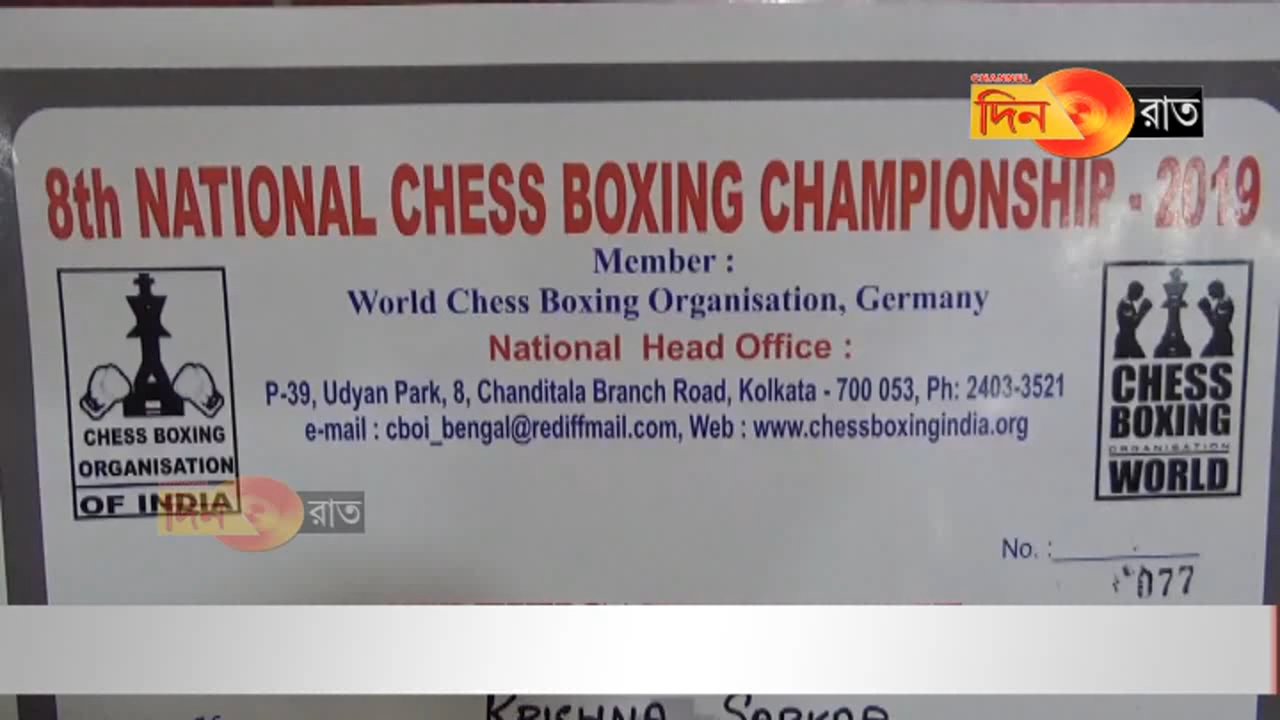 CHANNEL
দিন রাত
8th NATIONAL CHESS BOXING CHAMPIONSHIP - 2019
Member :
World Chess Boxing Organisation, Germany
National Head Office :
P-39, Udyan Park, 8, Chanditala Branch Road, Kolkata - 700 053, Ph: 2403-3521
e-mail : cboi_bengal@rediffmail.com, Web : www.chessboxingindia.org
CHESS BOXING
ORGANISATION
OF INDIA
CHESS
BOXING
ORGANISATION
WORLD
দিন রাত
No. :
077
KRISHNA SARKAR